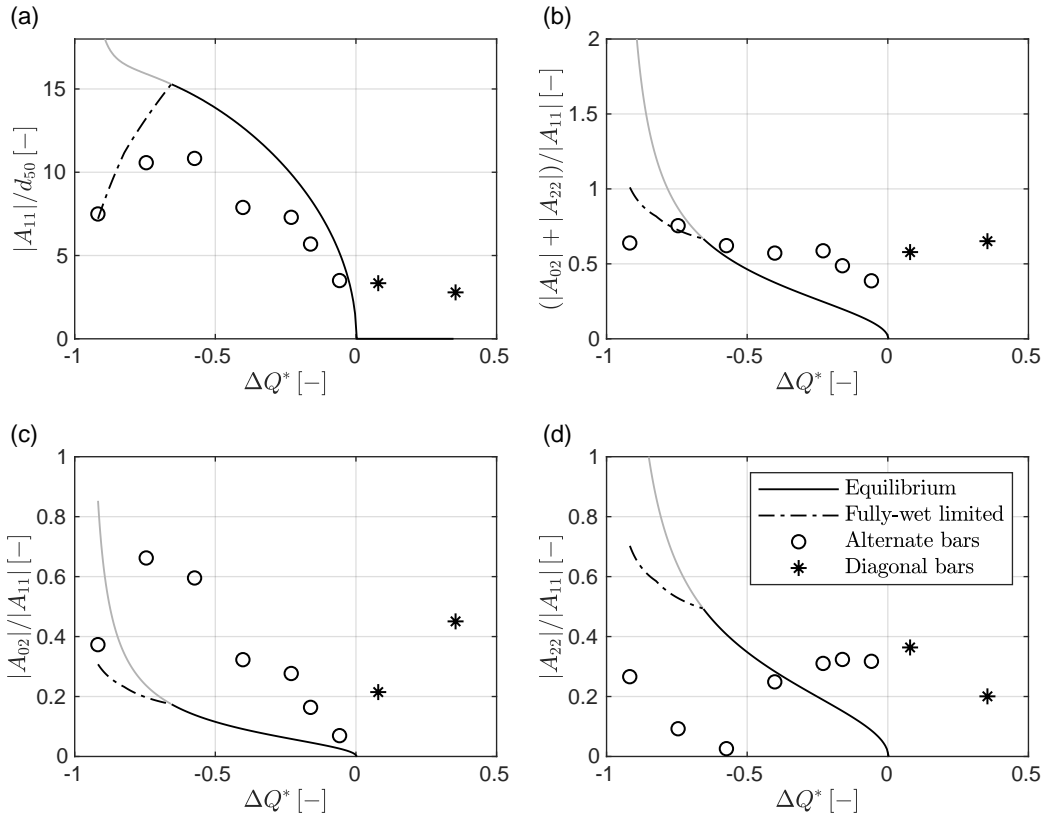 (a)
15
10
5
0
-1
-0.5
0
0.5
|A₁₁|/d₅₀ [−]
ΔQ* [−]
(b)
2
1.5
1
0.5
0
-1
-0.5
0
0.5
(|A₀₂| + |A₂₂|)/|A₁₁| [−]
ΔQ* [−]
(c)
1
0.8
0.6
0.4
0.2
0
-1
-0.5
0
0.5
|A₀₂|/|A₁₁| [−]
ΔQ* [−]
(d)
1
0.8
0.6
0.4
0.2
0
-1
-0.5
0
0.5
|A₂₂|/|A₁₁| [−]
ΔQ* [−]
Equilibrium
Fully-wet limited
Alternate bars
Diagonal bars